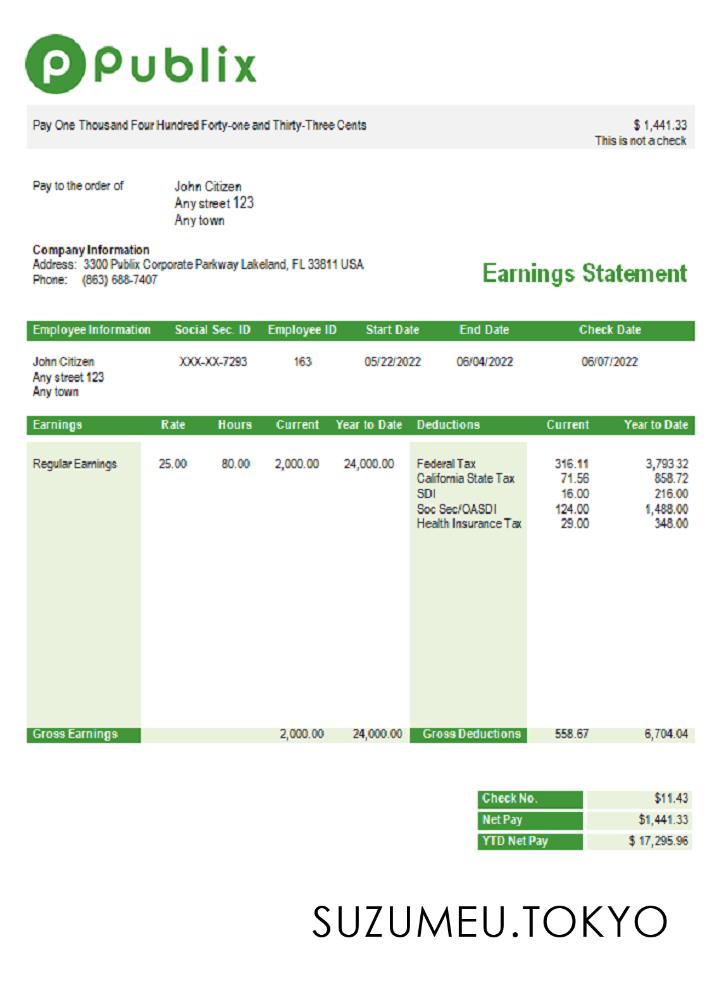 Publix
Pay One Thousand Four Hundred Forty-one and Thirty-Three Cents $ 1,441.33
This is not a check
Pay to the order of John Citizen
Any street 123
Any town
Company Information
Address: 3300 Publix Corporate Parkway Lakeland, FL 33811 USA
Phone: (863) 688-7407
Earnings Statement
Employee Information Social Sec. ID Employee ID Start Date End Date Check Date
John Citizen XXX-XX-7293 163 05/22/2022 06/04/2022 06/07/2022
Any street 123
Any town
Earnings Rate Hours Current Year to Date Deductions Current Year to Date
Regular Earnings 25.00 80.00 2,000.00 24,000.00 Federal Tax 316.11 3,793 32
California State Tax 71.56 858.72
SDI 16.00 216.00
Soc Sec/OASDI 124.00 1,488.00
Health Insurance Tax 29.00 348.00
Gross Earnings 2,000.00 24,000.00 Gross Deductions 558.67 6,704.04
Check No. $11.43
Net Pay $1,441.33
YTD Net Pay $ 17,295.96
SUZUMEU.TOKYO